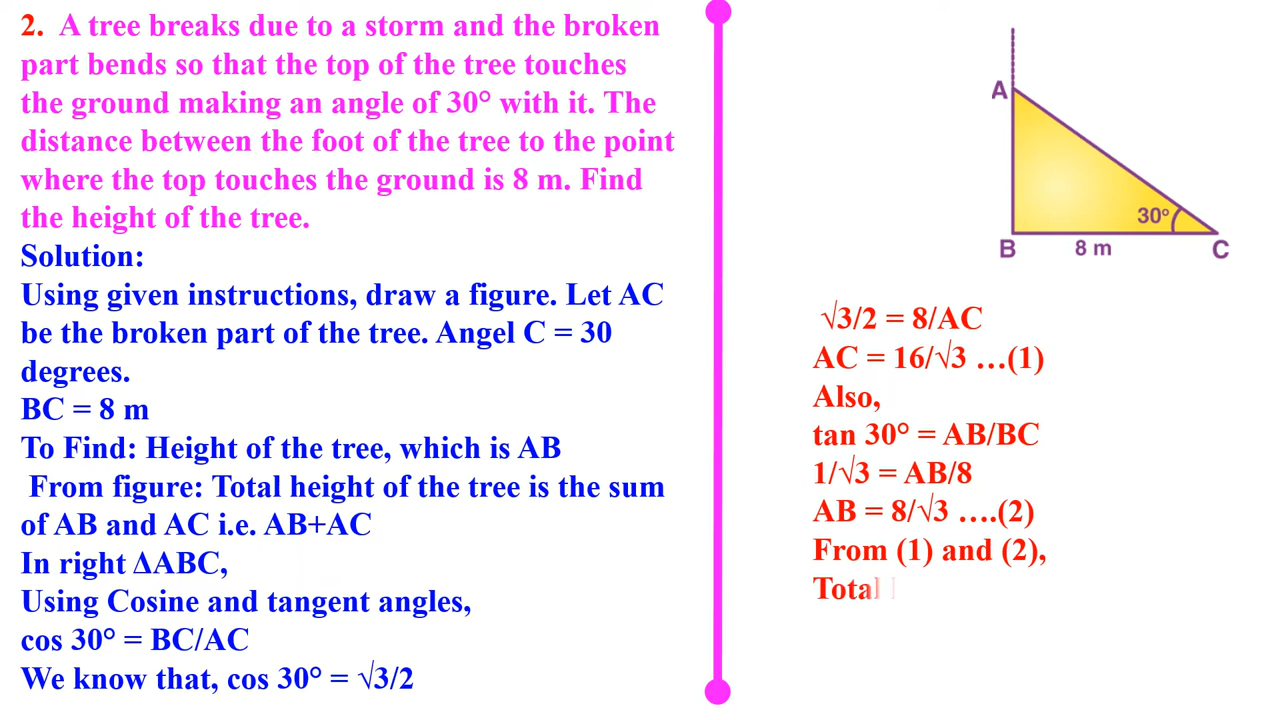 2. A tree breaks due to a storm and the broken
part bends so that the top of the tree touches
the ground making an angle of 30° with it. The
distance between the foot of the tree to the point
where the top touches the ground is 8 m. Find
the height of the tree.
Solution:
Using given instructions, draw a figure. Let AC
be the broken part of the tree. Angel C = 30
degrees.
BC = 8 m
To Find: Height of the tree, which is AB
From figure: Total height of the tree is the sum
of AB and AC i.e. AB+AC
In right ΔABC,
Using Cosine and tangent angles,
cos 30° = BC/AC
We know that, cos 30° = √3/2
A
30°
B
8 m
C
√3/2 = 8/AC
AC = 16/√3 …(1)
Also,
tan 30° = AB/BC
1/√3 = AB/8
AB = 8/√3 ….(2)
From (1) and (2),
Total